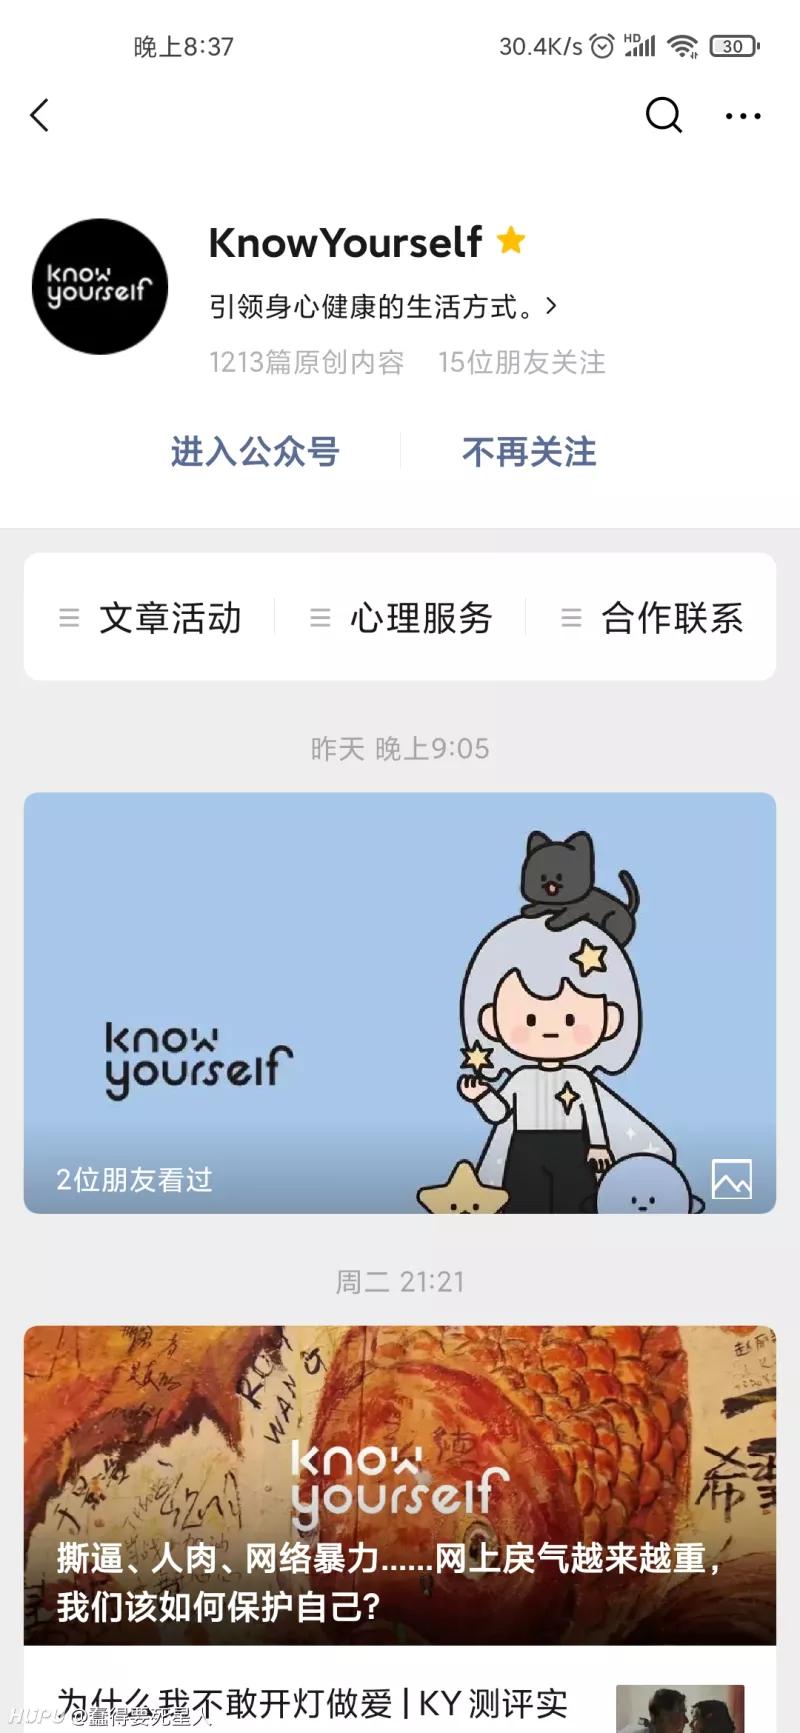 晚上8:37
30.4K/s HD 30
know
yourself
KnowYourself
引领身心健康的生活方式。
1213篇原创内容 15位朋友关注
进入公众号 不再关注
文章活动 心理服务 合作联系
昨天 晚上9:05
know
yourself
2位朋友看过
周二 21:21
WANG
德
希
know
yourself
撕逼、人肉、网络暴力......网上戾气越来越重，
我们该如何保护自己?
为什么我不敢开灯做爱 | KY 测评实
HUPU @蠢得要死星人